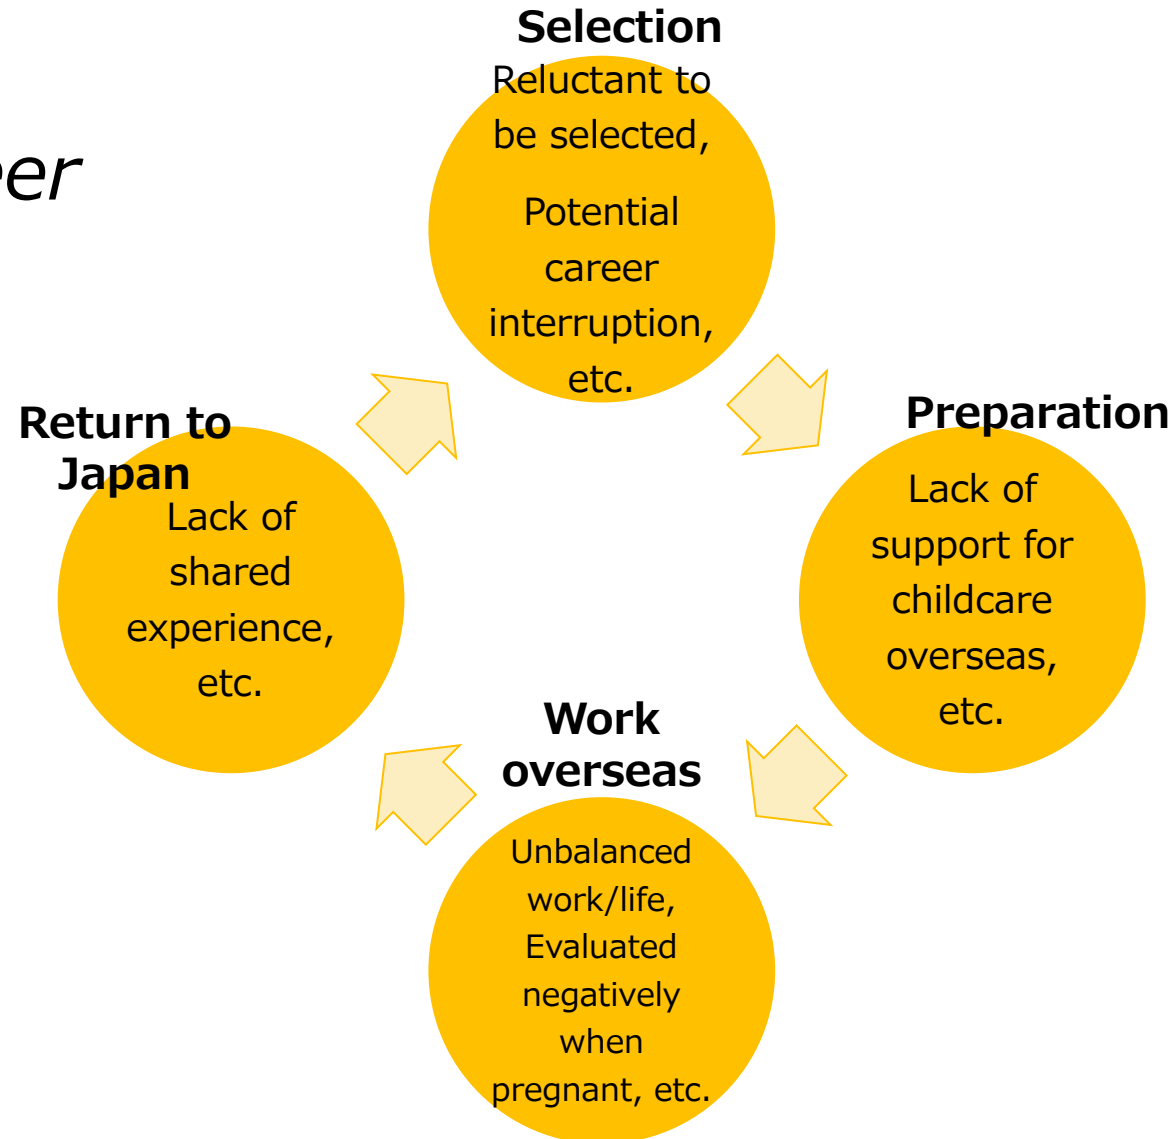 Selection
Reluctant to
be selected,
Potential
career
interruption,
etc.
Preparation
Lack of
support for
childcare
overseas,
etc.
Work
overseas
Unbalanced
work/life,
Evaluated
negatively
when
pregnant, etc.
Return to
Japan
Lack of
shared
experience,
etc.